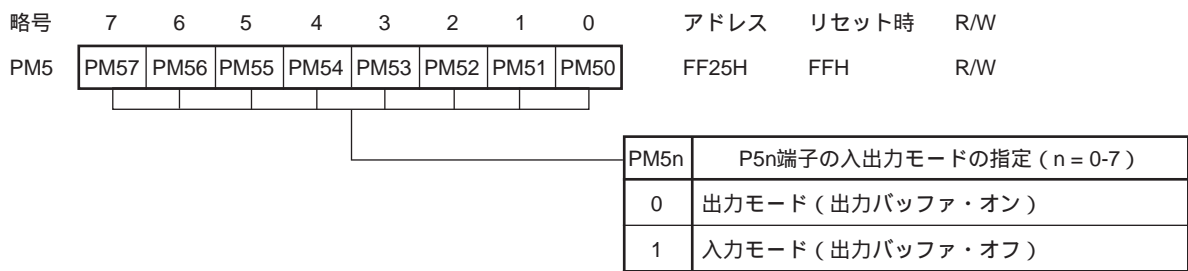 略号 7 6 5 4 3 2 1 0 アドレス リセット時 R/W
PM5 PM57 PM56 PM55 PM54 PM53 PM52 PM51 PM50 FF25H FFH R/W
PM5n P5n端子の入出力モードの指定（n = 0-7）
0 出力モード（出力バッファ・オン）
1 入力モード（出力バッファ・オフ）